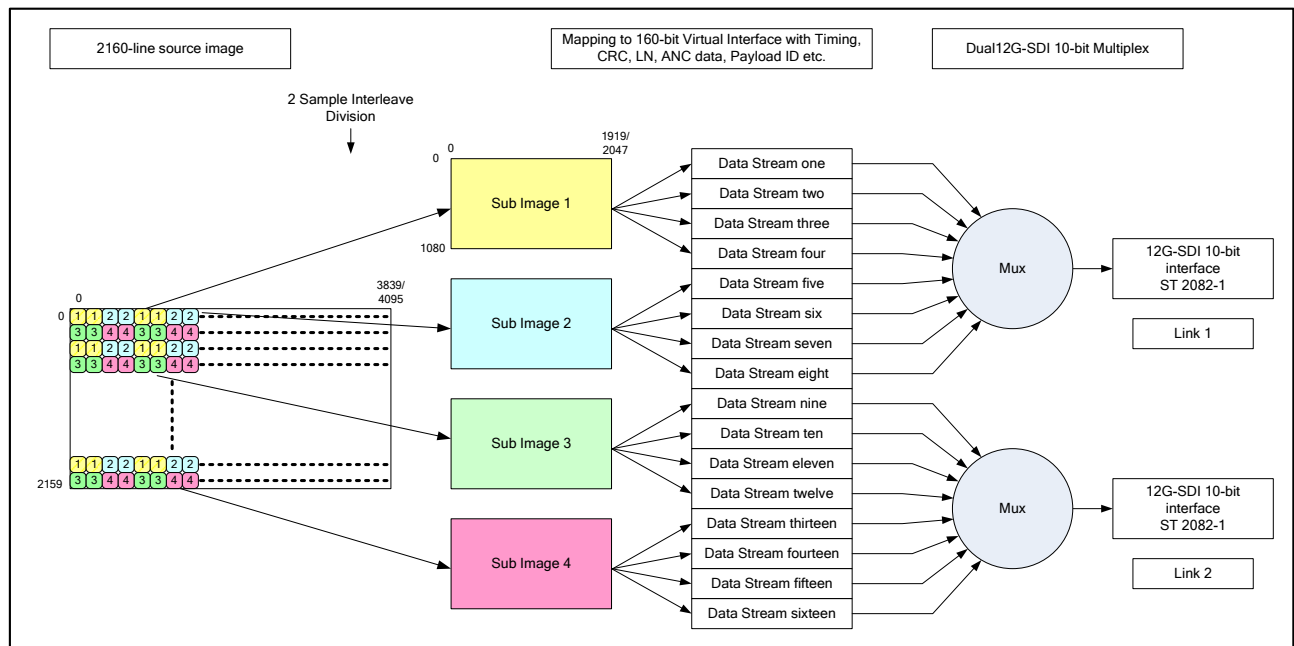 2160-line source image
Mapping to 160-bit Virtual Interface with Timing,
CRC, LN, ANC data, Payload ID etc.
Dual12G-SDI 10-bit Multiplex
2 Sample Interleave
Division
0
1919/
2047
0
1080
Sub Image 1
Sub Image 2
Sub Image 3
Sub Image 4
0
3839/
4095
0
1 1 2 2 1 1 2 2
3 3 4 4 3 3 4 4
1 1 2 2 1 1 2 2
3 3 4 4 3 3 4 4
1 1 2 2 1 1 2 2
3 3 4 4 3 3 4 4
2159
Data Stream one
Data Stream two
Data Stream three
Data Stream four
Data Stream five
Data Stream six
Data Stream seven
Data Stream eight
Data Stream nine
Data Stream ten
Data Stream eleven
Data Stream twelve
Data Stream thirteen
Data Stream fourteen
Data Stream fifteen
Data Stream sixteen
Mux
Mux
12G-SDI 10-bit
interface
ST 2082-1
Link 1
12G-SDI 10-bit
interface
ST 2082-1
Link 2